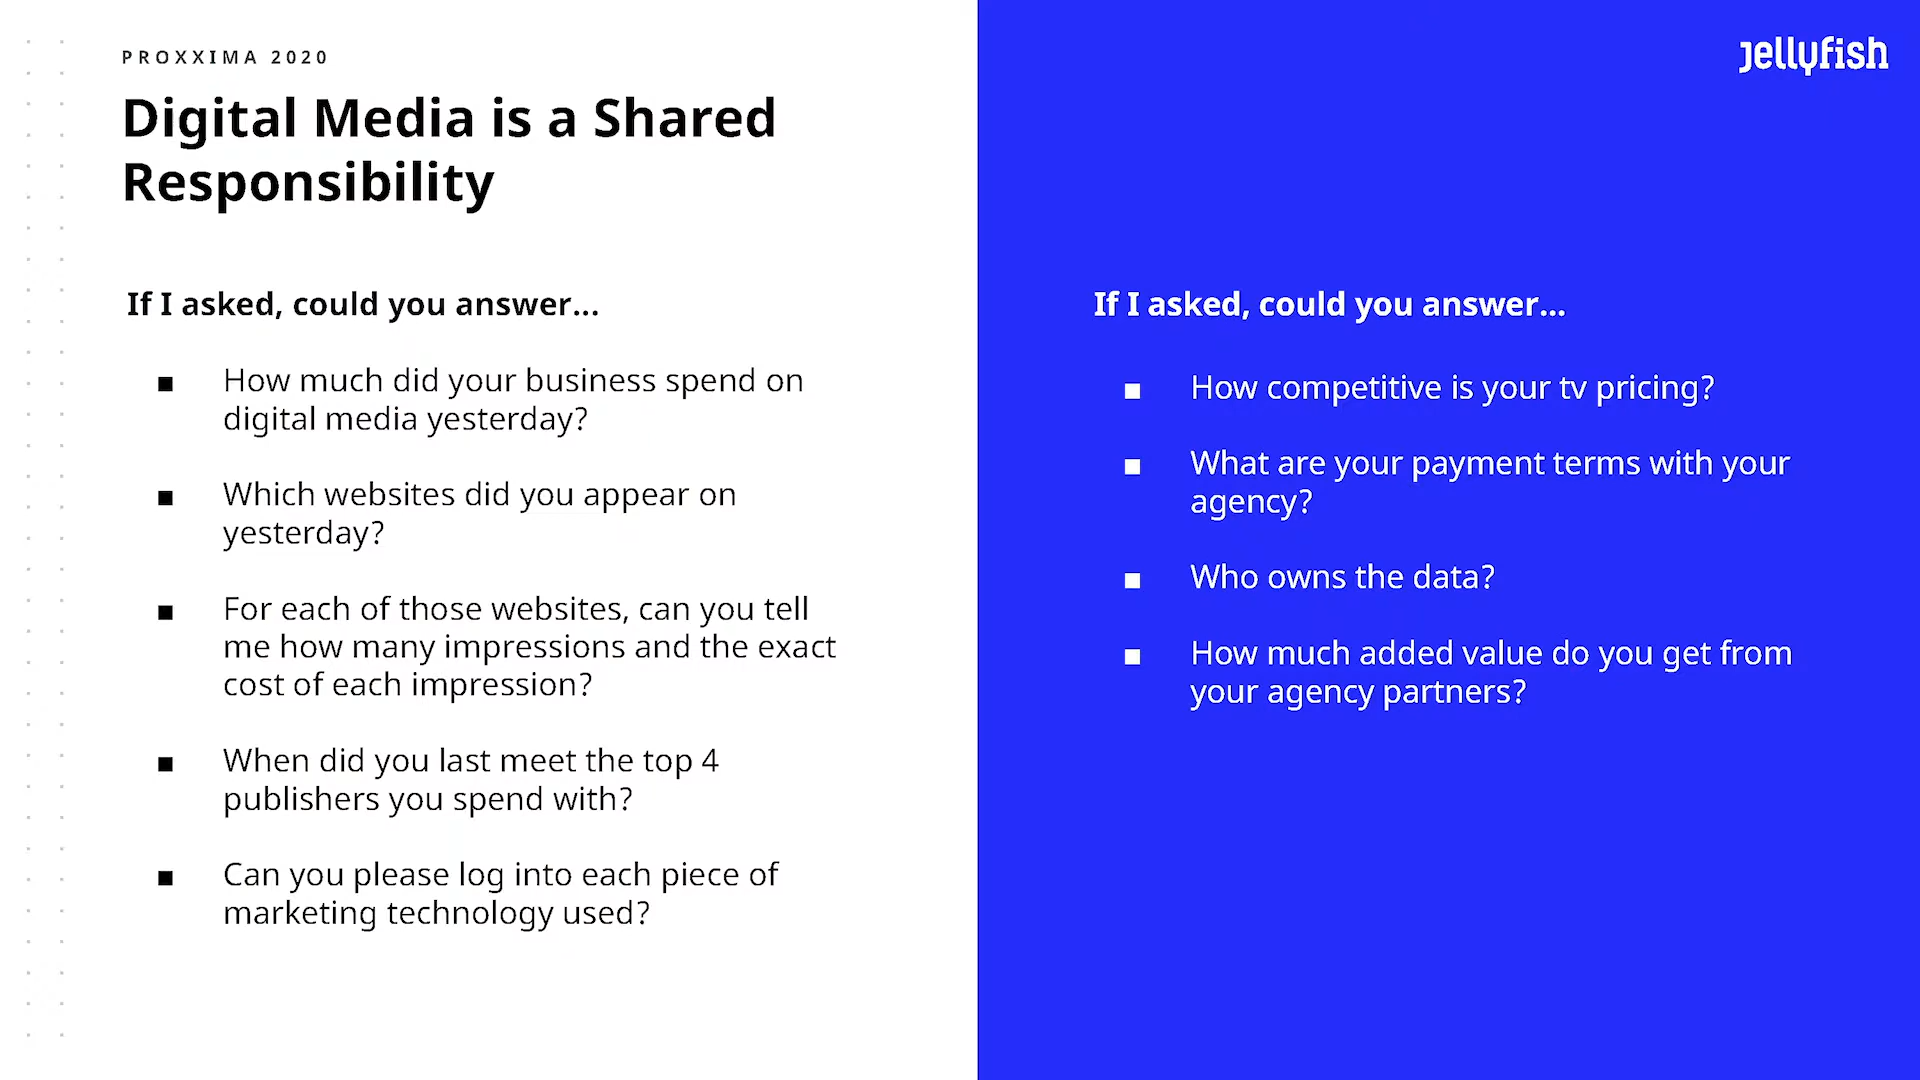 PROXXIMA 2020
Digital Media is a Shared
Responsibility
If I asked, could you answer...
■ How much did your business spend on
digital media yesterday?
■ Which websites did you appear on
yesterday?
■ For each of those websites, can you tell
me how many impressions and the exact
cost of each impression?
■ When did you last meet the top 4
publishers you spend with?
■ Can you please log into each piece of
marketing technology used?
Jellyfish
If I asked, could you answer...
■ How competitive is your tv pricing?
■ What are your payment terms with your
agency?
■ Who owns the data?
■ How much added value do you get from
your agency partners?